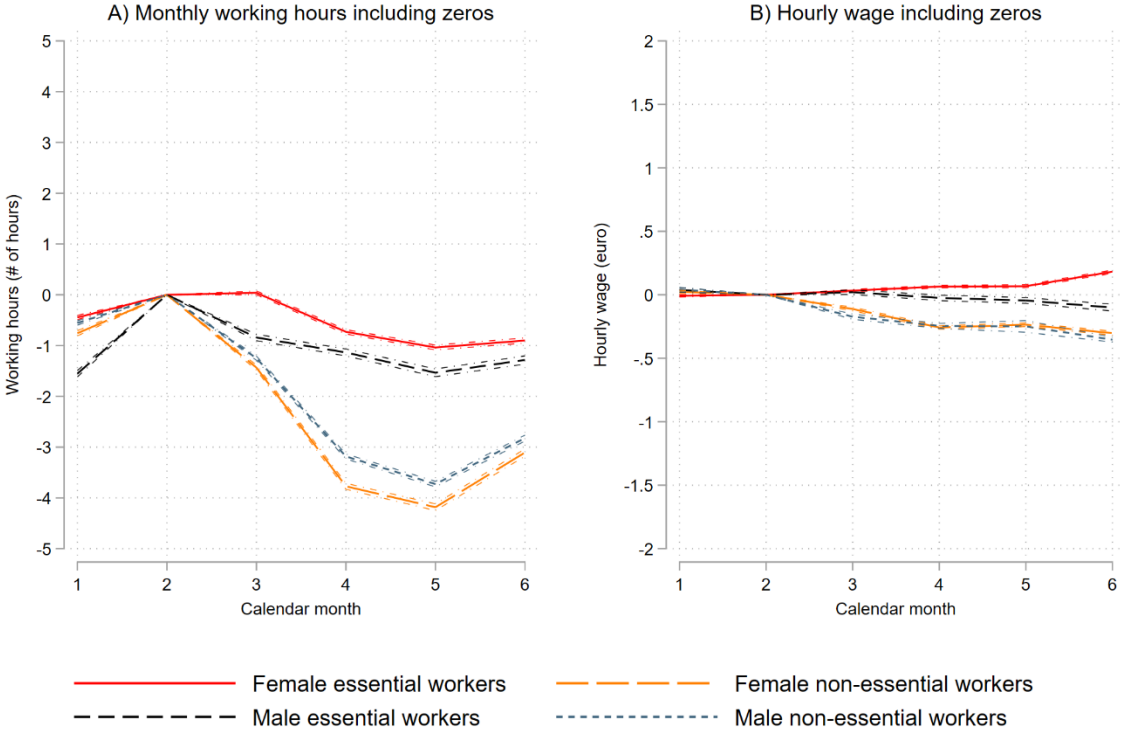 A) Monthly working hours including zeros
5
4
3
2
1
0
-1
-2
-3
-4
-5
Working hours (# of hours)
1 2 3 4 5 6
Calendar month
B) Hourly wage including zeros
2
1.5
1
.5
0
-.5
-1
-1.5
-2
Hourly wage (euro)
1 2 3 4 5 6
Calendar month
Female essential workers
Female non-essential workers
Male essential workers
Male non-essential workers